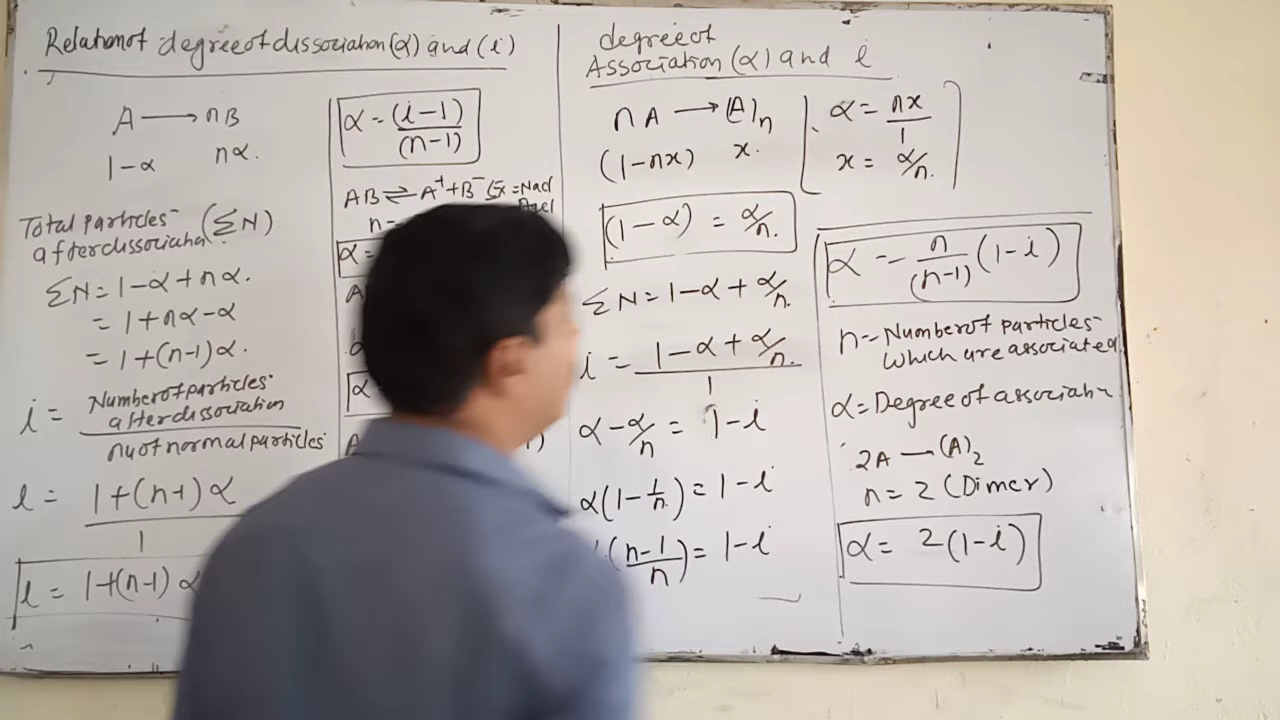 Relation of degree of dissociation (α) and (i)
A ⟶ nB
1-α nα.
Total particles
after dissociation (ΣN)
ΣN = 1-α + nα.
= 1+nα-α
= 1+(n-1)α.
i = Number of particles
after dissociation
no of normal particles
i = 1+(n-1)α
1
i = 1+(n-1)α
α = (i-1)
(n-1)
AB ⇌ A⁺ + B⁻
n =
α =
A
α =
A
degree of
Association (α) and i
nA ⟶ (A)n
(1-nx) x.
α = nx
1
x = α/n.
(1-α) = α/n.
ΣN = 1-α + α/n.
i = 1-α + α/n.
1
α - α/n = 1-i
α(1-1/n) = 1-i
(n-1
n) = 1-i
α = n
(n-1) (1-i)
n = Number of particles
which are associated
α = Degree of associatn
2A ⟶ (A)₂
n = 2 (Dimer)
α = 2(1-i)